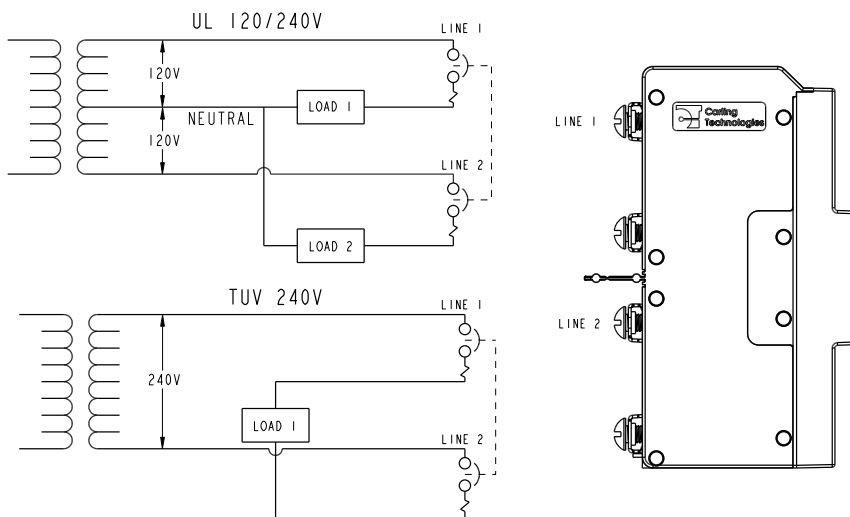 UL 120/240V
LINE 1
120V
LOAD 1
NEUTRAL
120V
LINE 2
LOAD 2
TUV 240V
LINE 1
240V
LOAD 1
LINE 2
LINE 1
Carling
Technologies
LINE 2